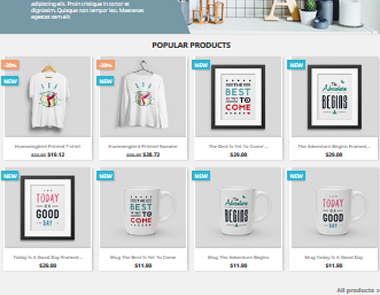 adipiscing elit. Proin tristique in tortor et
dignissim. Quisque non tempor leo. Maecenas
egestas sem elit
POPULAR PRODUCTS
-20%
NEW
-20%
NEW
NEW
THE
BEST
IS YET TO
COME
NEW
The
Adventure
BEGINS
Hummingbird Printed T-shirt
$19.12
Hummingbird Printed Sweater
$28.72
The Best Is Yet To Come'...
$29.00
The Adventure Begins Framed...
$29.00
NEW
TODAY
IS A
GOOD
DAY
NEW
THE
BEST
IS YET TO
COME
NEW
The
Adventure
BEGINS
NEW
TODAY
IS A
GOOD
DAY
Today Is A Good Day Framed...
$29.00
Mug The Best Is Yet To Come
$11.90
Mug The Adventure Begins
$11.90
Mug Today Is A Good Day
$11.90
All products >